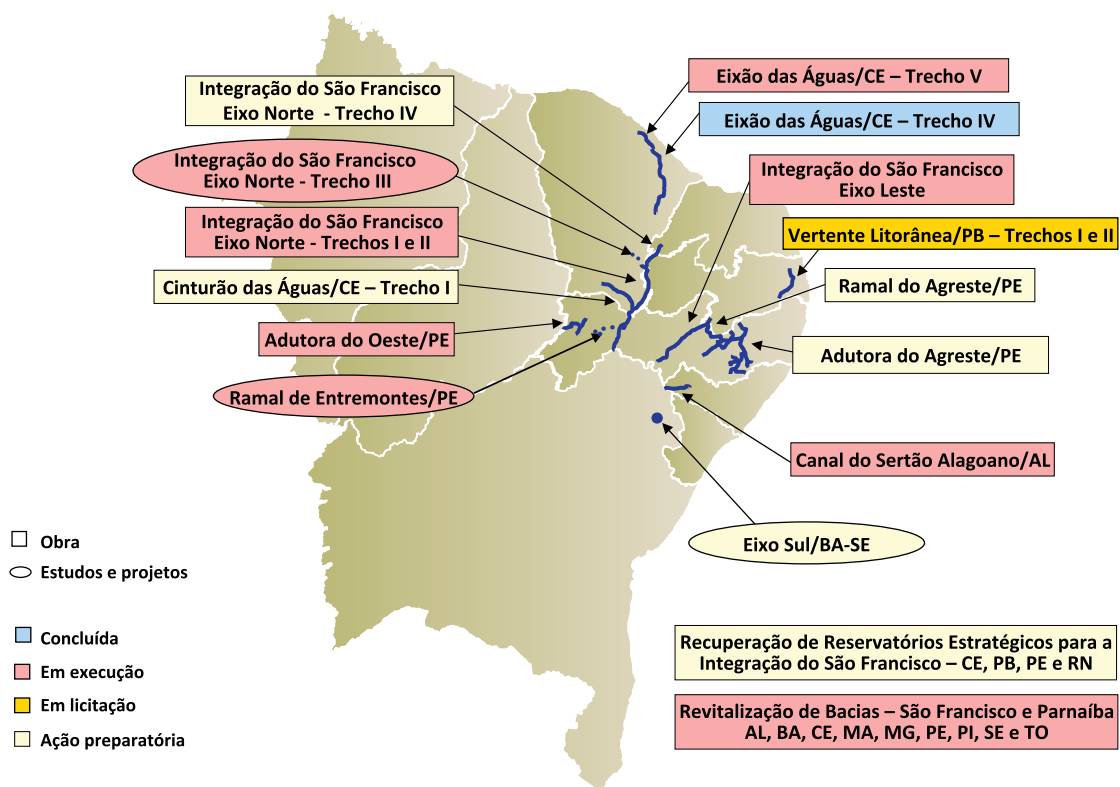 Integração do São Francisco
Eixo Norte - Trecho IV
Integração do São Francisco
Eixo Norte - Trecho III
Integração do São Francisco
Eixo Norte - Trechos I e II
Cinturão das Águas/CE – Trecho I
Adutora do Oeste/PE
Ramal de Entremontes/PE
Eixão das Águas/CE – Trecho V
Eixão das Águas/CE – Trecho IV
Integração do São Francisco
Eixo Leste
Vertente Litorânea/PB – Trechos I e II
Ramal do Agreste/PE
Adutora do Agreste/PE
Canal do Sertão Alagoano/AL
Eixo Sul/BA-SE
Obra
Estudos e projetos
Concluída
Em execução
Em licitação
Ação preparatória
Recuperação de Reservatórios Estratégicos para a
Integração do São Francisco – CE, PB, PE e RN
Revitalização de Bacias – São Francisco e Parnaíba
AL, BA, CE, MA, MG, PE, PI, SE e TO